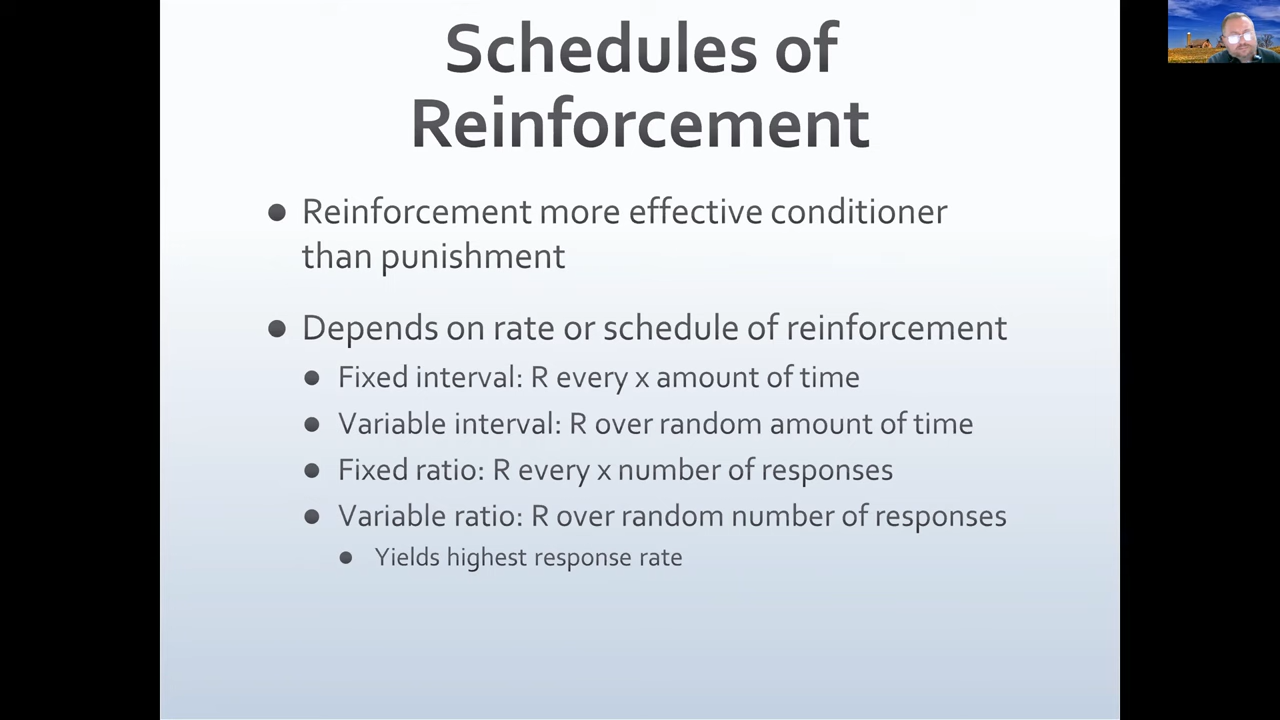 Schedules of
Reinforcement
● Reinforcement more effective conditioner
than punishment
● Depends on rate or schedule of reinforcement
● Fixed interval: R every x amount of time
● Variable interval: R over random amount of time
● Fixed ratio: R every x number of responses
● Variable ratio: R over random number of responses
● Yields highest response rate